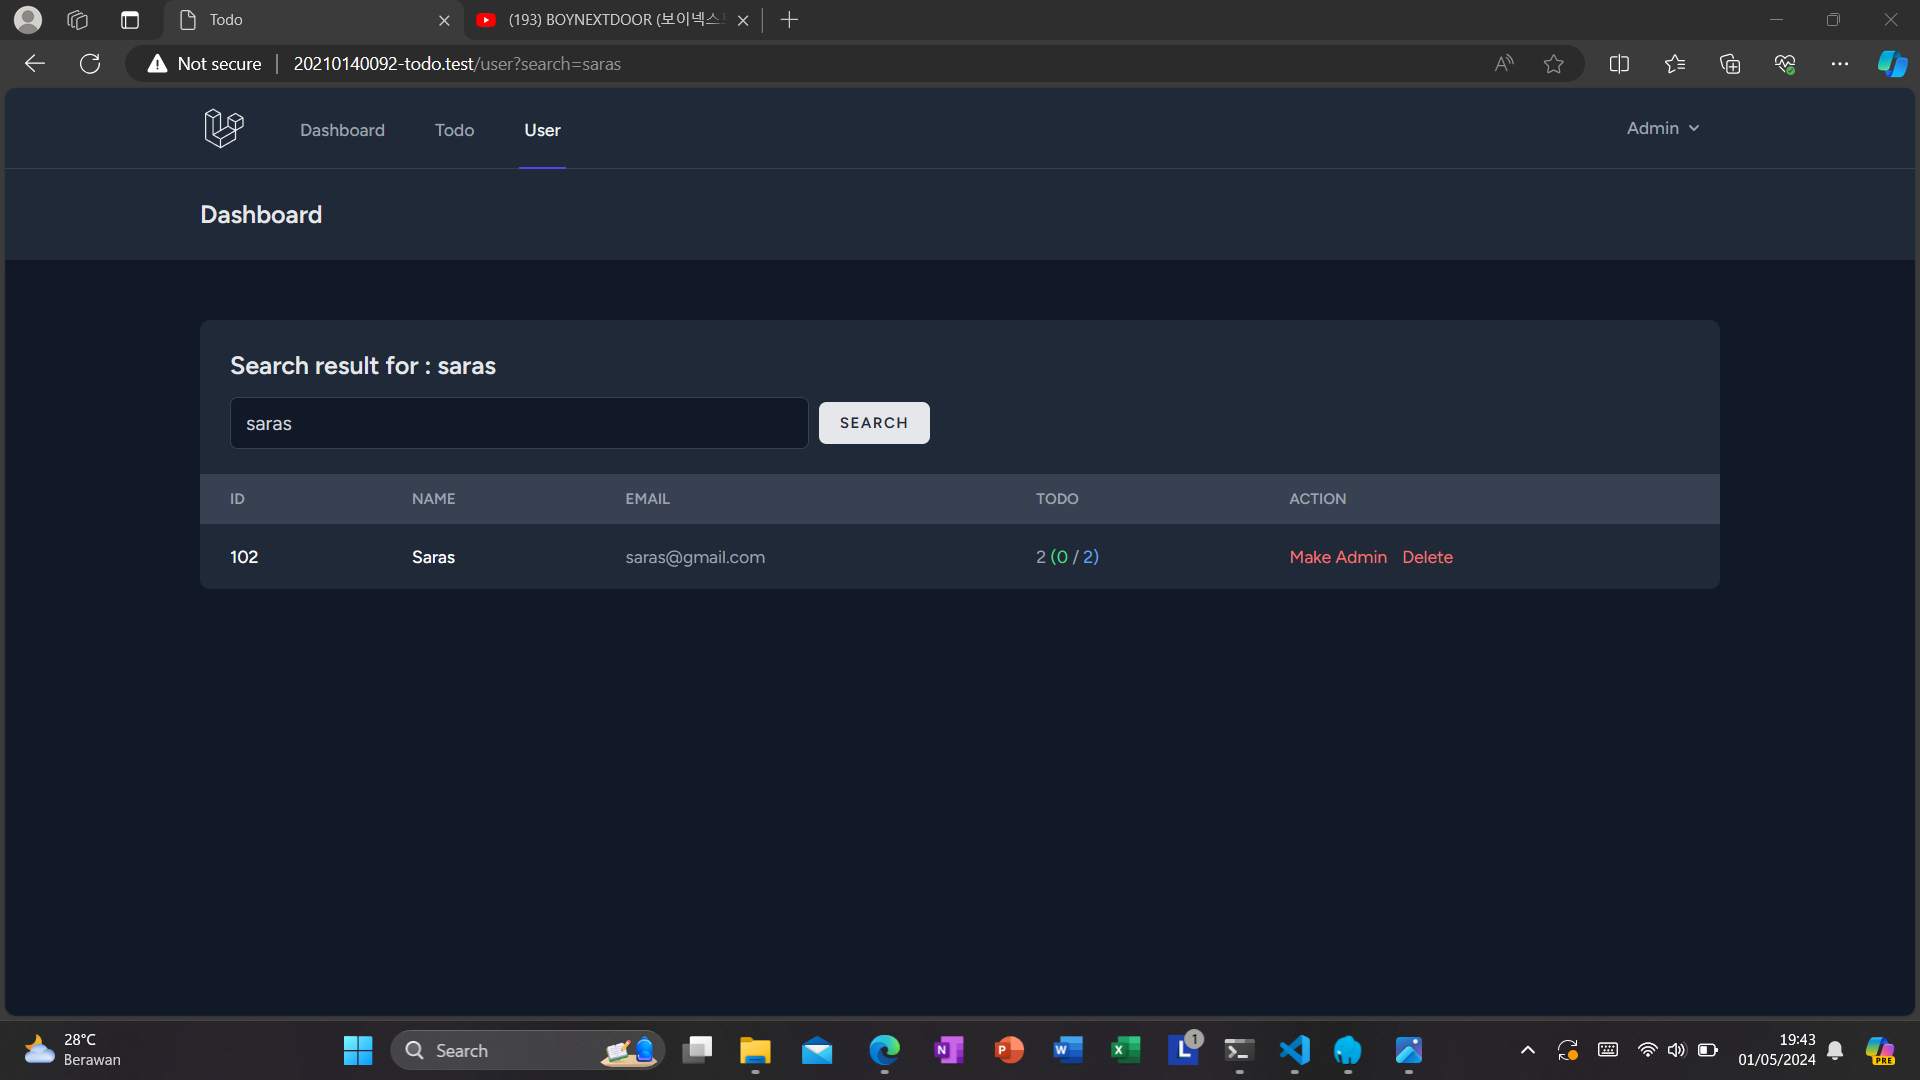 Todo
(193) BOYNEXTDOOR (보이넥스
Not secure
20210140092-todo.test/user?search=saras
Dashboard
Todo
User
Admin
Dashboard
Search result for : saras
saras
SEARCH
ID NAME EMAIL TODO ACTION
102 Saras saras@gmail.com 2 (0 / 2) Make Admin Delete
28°C
Berawan
Search
1
19:43
01/05/2024
PRE